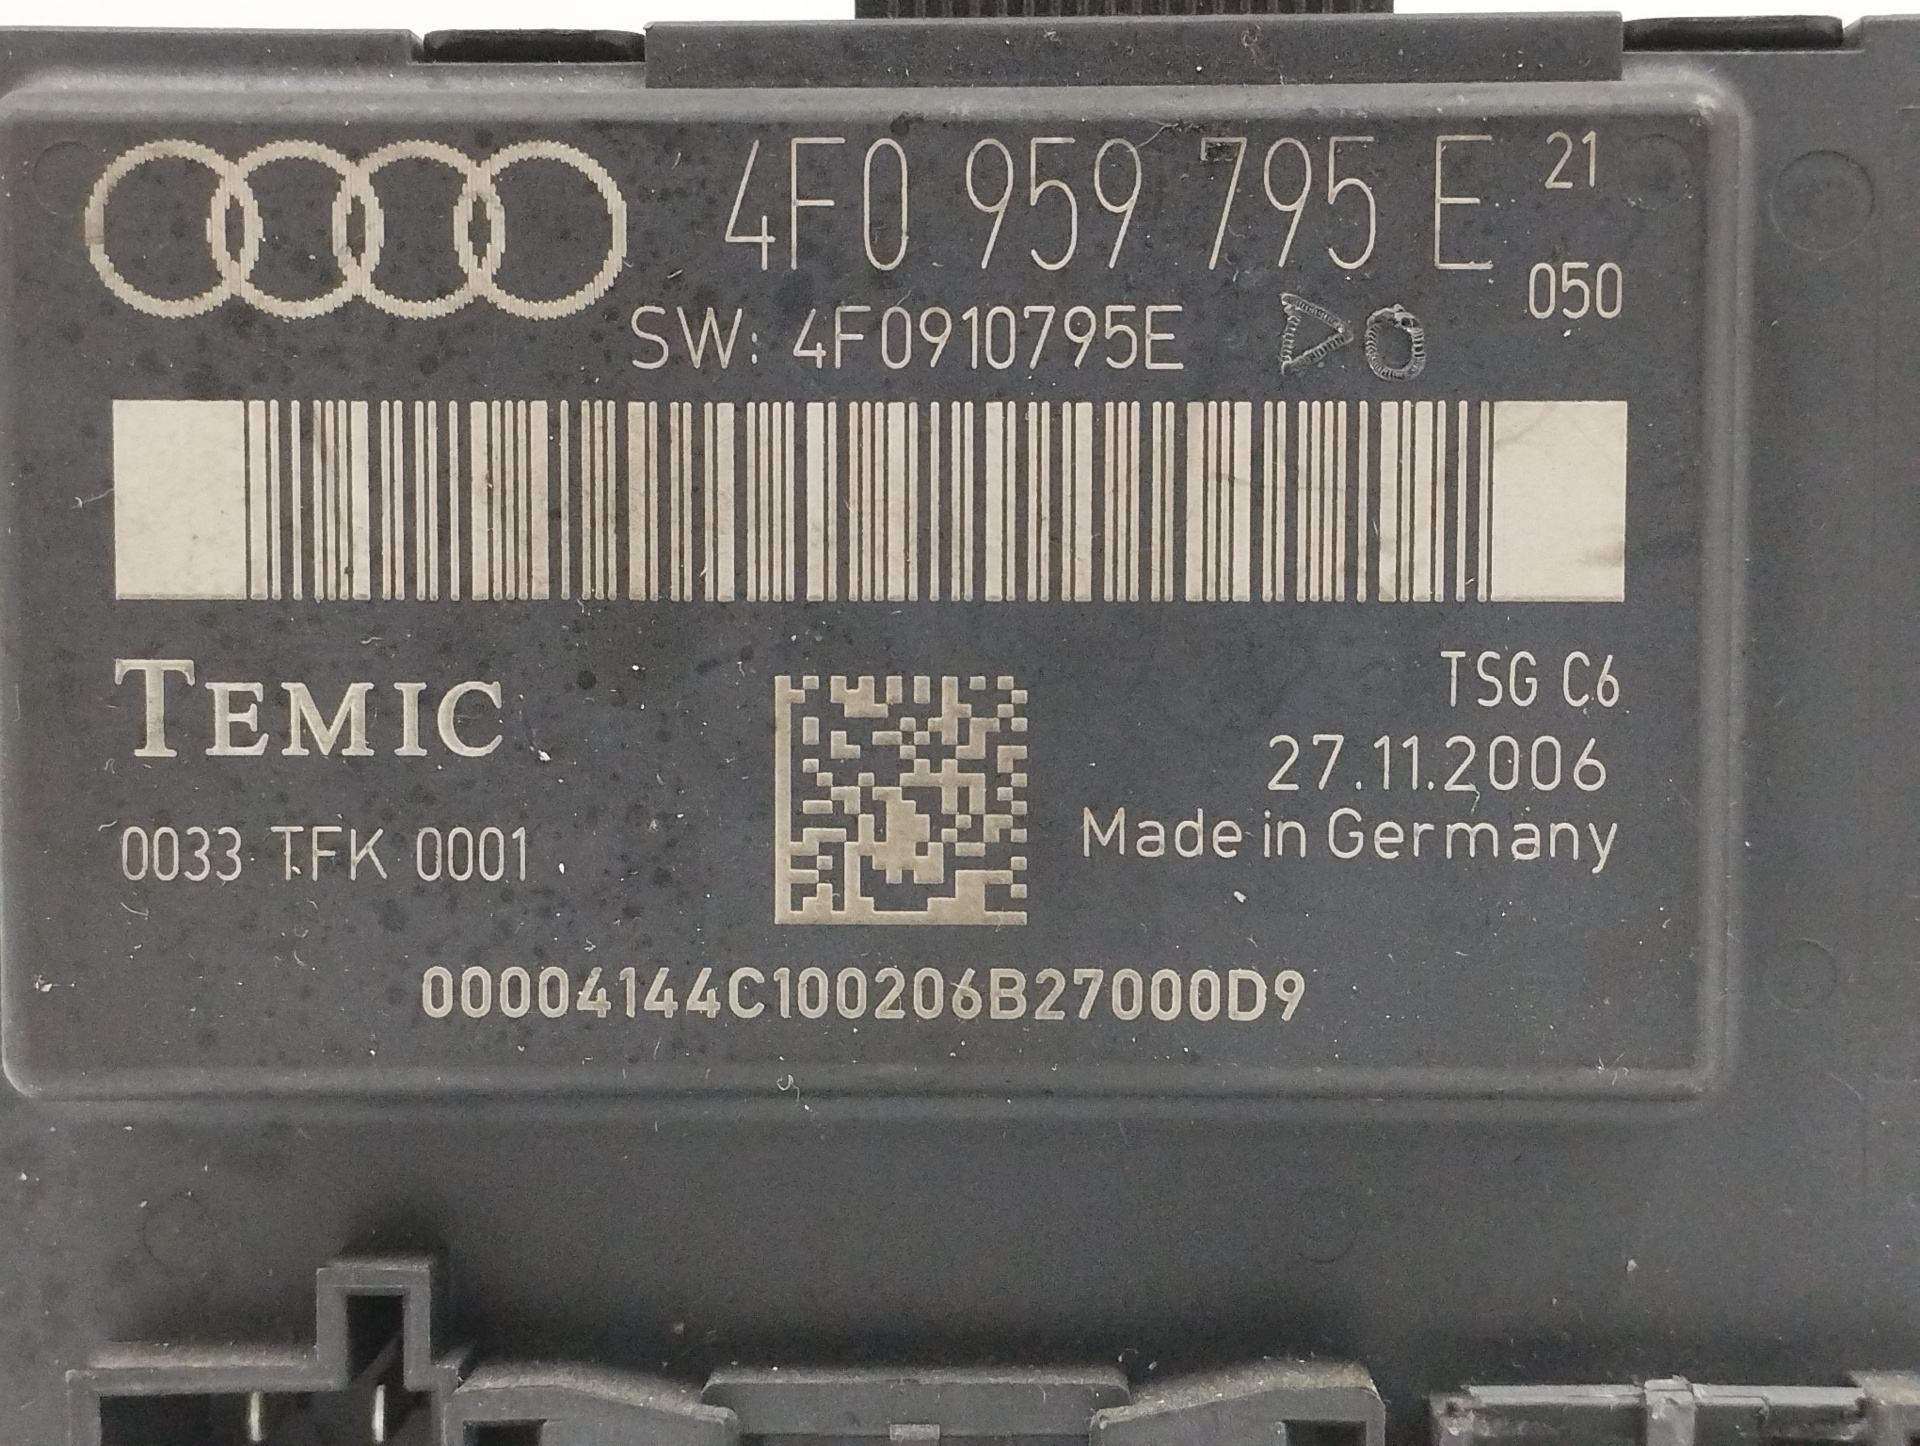 4F0 959 795 E 21
050
SW: 4F0910795E
TEMIC
TSG C6
27.11.2006
Made in Germany
0033 TFK 0001
00004144C100206B27000D9